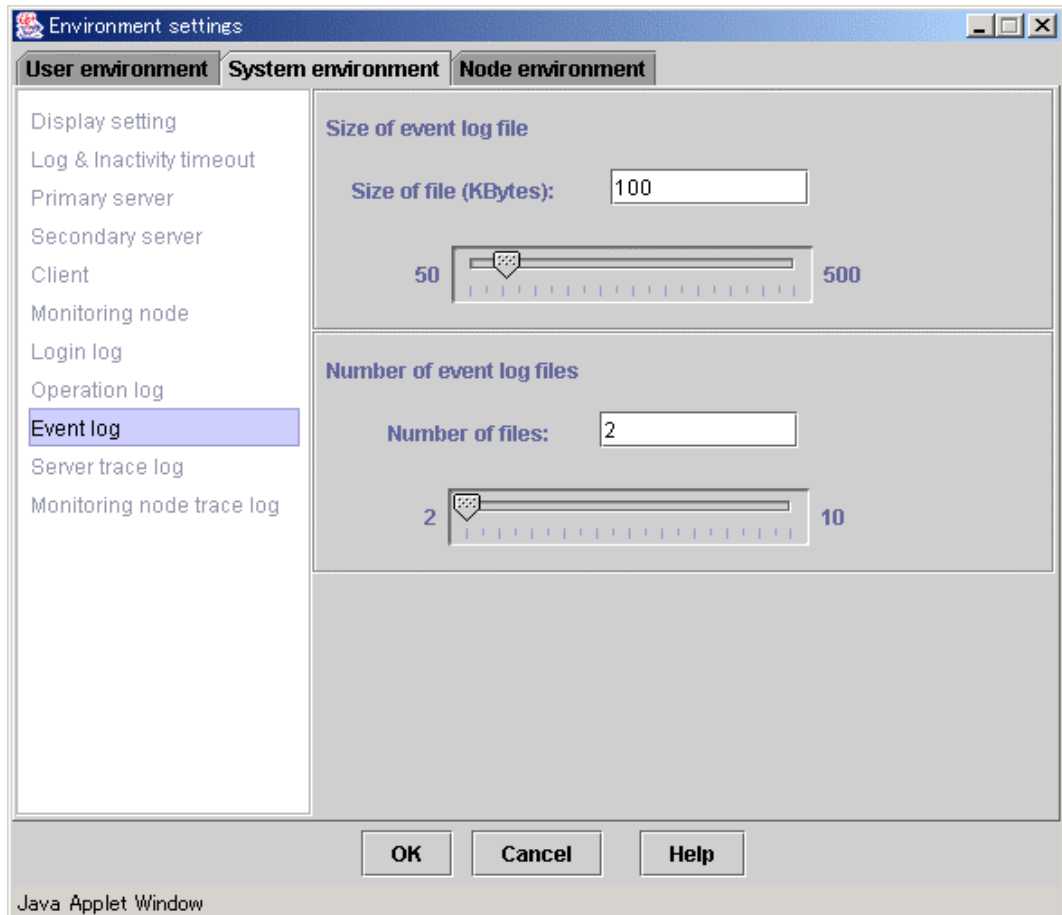 Environment settings
User environment System environment Node environment
Display setting
Log & Inactivity timeout
Primary server
Secondary server
Client
Monitoring node
Login log
Operation log
Event log
Server trace log
Monitoring node trace log
Size of event log file
Size of file (KBytes): 100
50 500
Number of event log files
Number of files: 2
2 10
OK Cancel Help
Java Applet Window